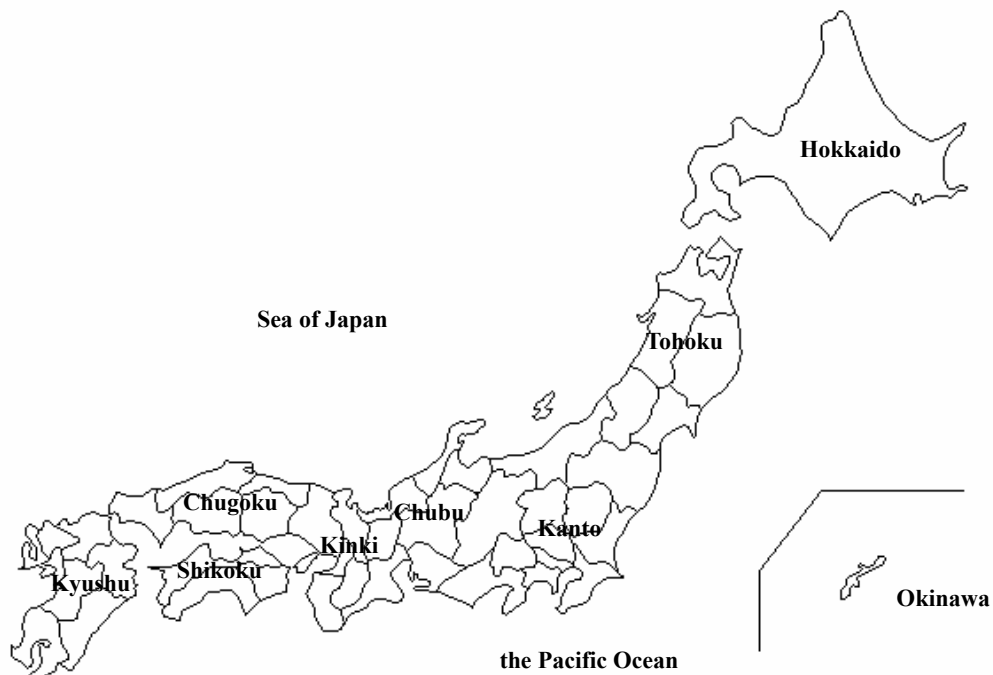 Hokkaido
Sea of Japan
Tohoku
Chugoku
Chubu
Kanto
Kinki
Shikoku
Kyushu
Okinawa
the Pacific Ocean